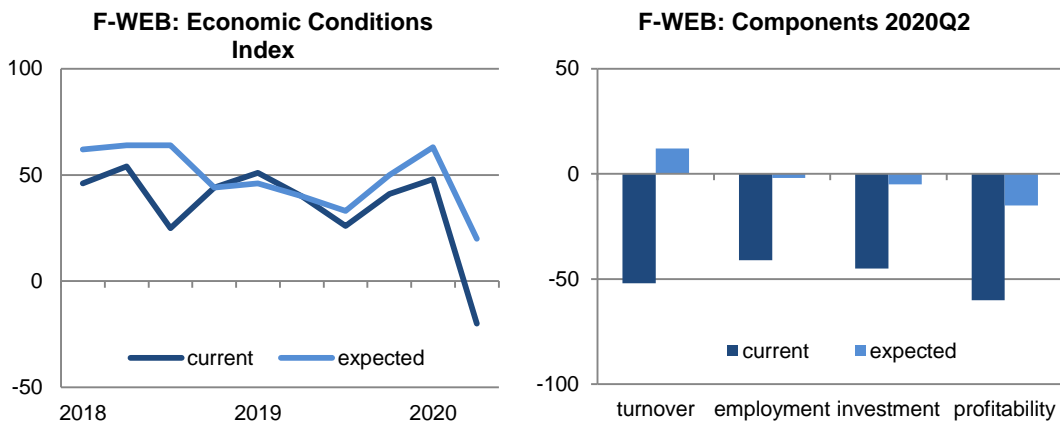 F-WEB: Economic Conditions
Index
100
50
0
-50
current
expected
2018
2019
2020
F-WEB: Components 2020Q2
50
0
-50
-100
current
expected
turnover
employment
investment
profitability